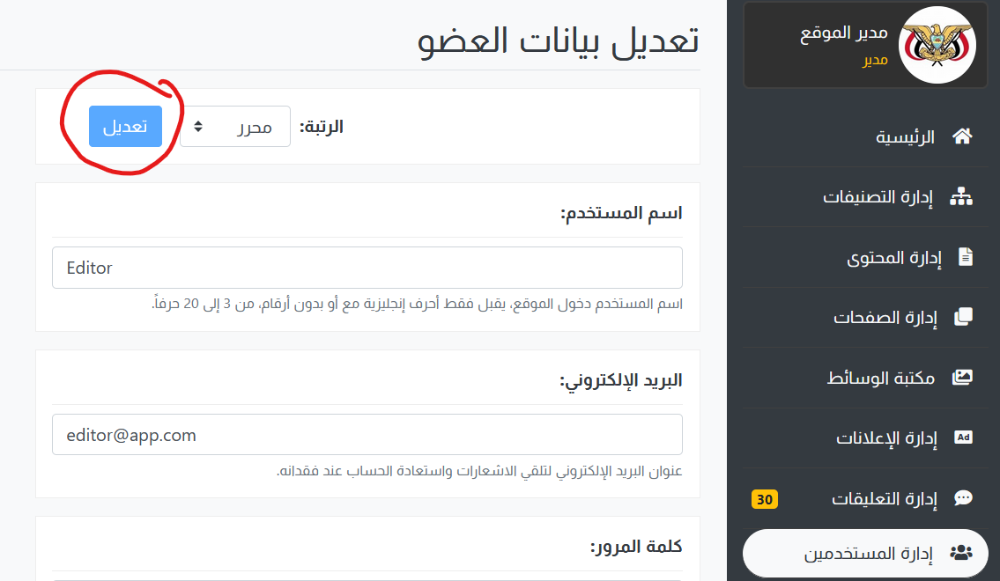 مدير الموقع
مدير
الرئيسية
إدارة التصنيفات
إدارة المحتوى
إدارة الصفحات
مكتبة الوسائط
Ad إدارة الإعلانات
إدارة التعليقات 30
إدارة المستخدمين
تعديل بيانات العضو
الرتبة: محرر تعديل
اسم المستخدم:
Editor
اسم المستخدم دخول الموقع، يقبل فقط أحرف إنجليزية مع أو بدون أرقام، من 3 إلى 20 حرفاً.
البريد الإلكتروني:
editor@app.com
عنوان البريد الإلكتروني لتلقي الاشعارات واستعادة الحساب عند فقدانه.
كلمة المرور: